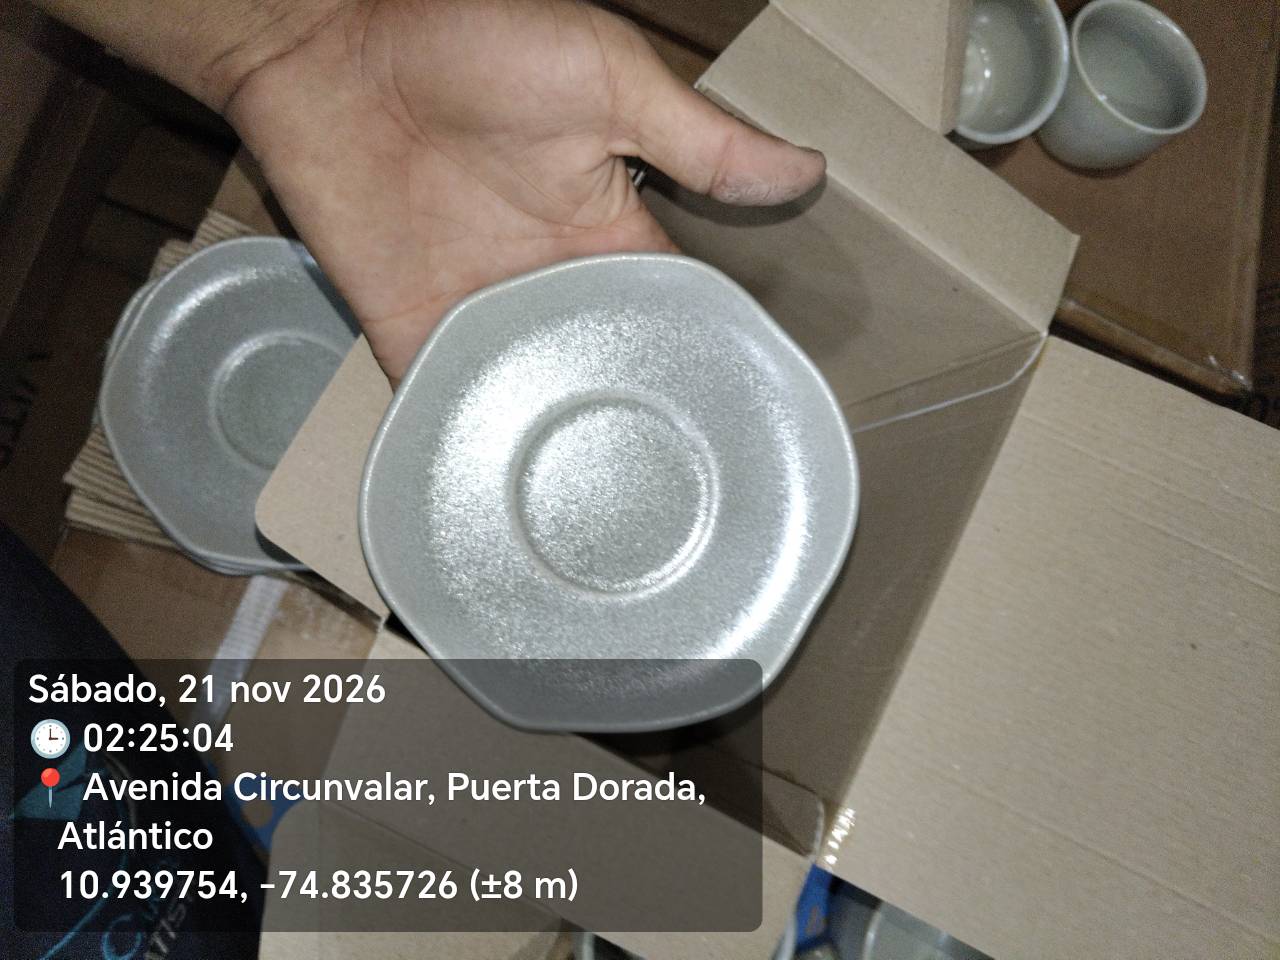 Sábado, 21 nov 2026
🕒 02:25:04
📍 Avenida Circunvalar, Puerta Dorada,
Atlántico
10.939754, -74.835726 (±8 m)